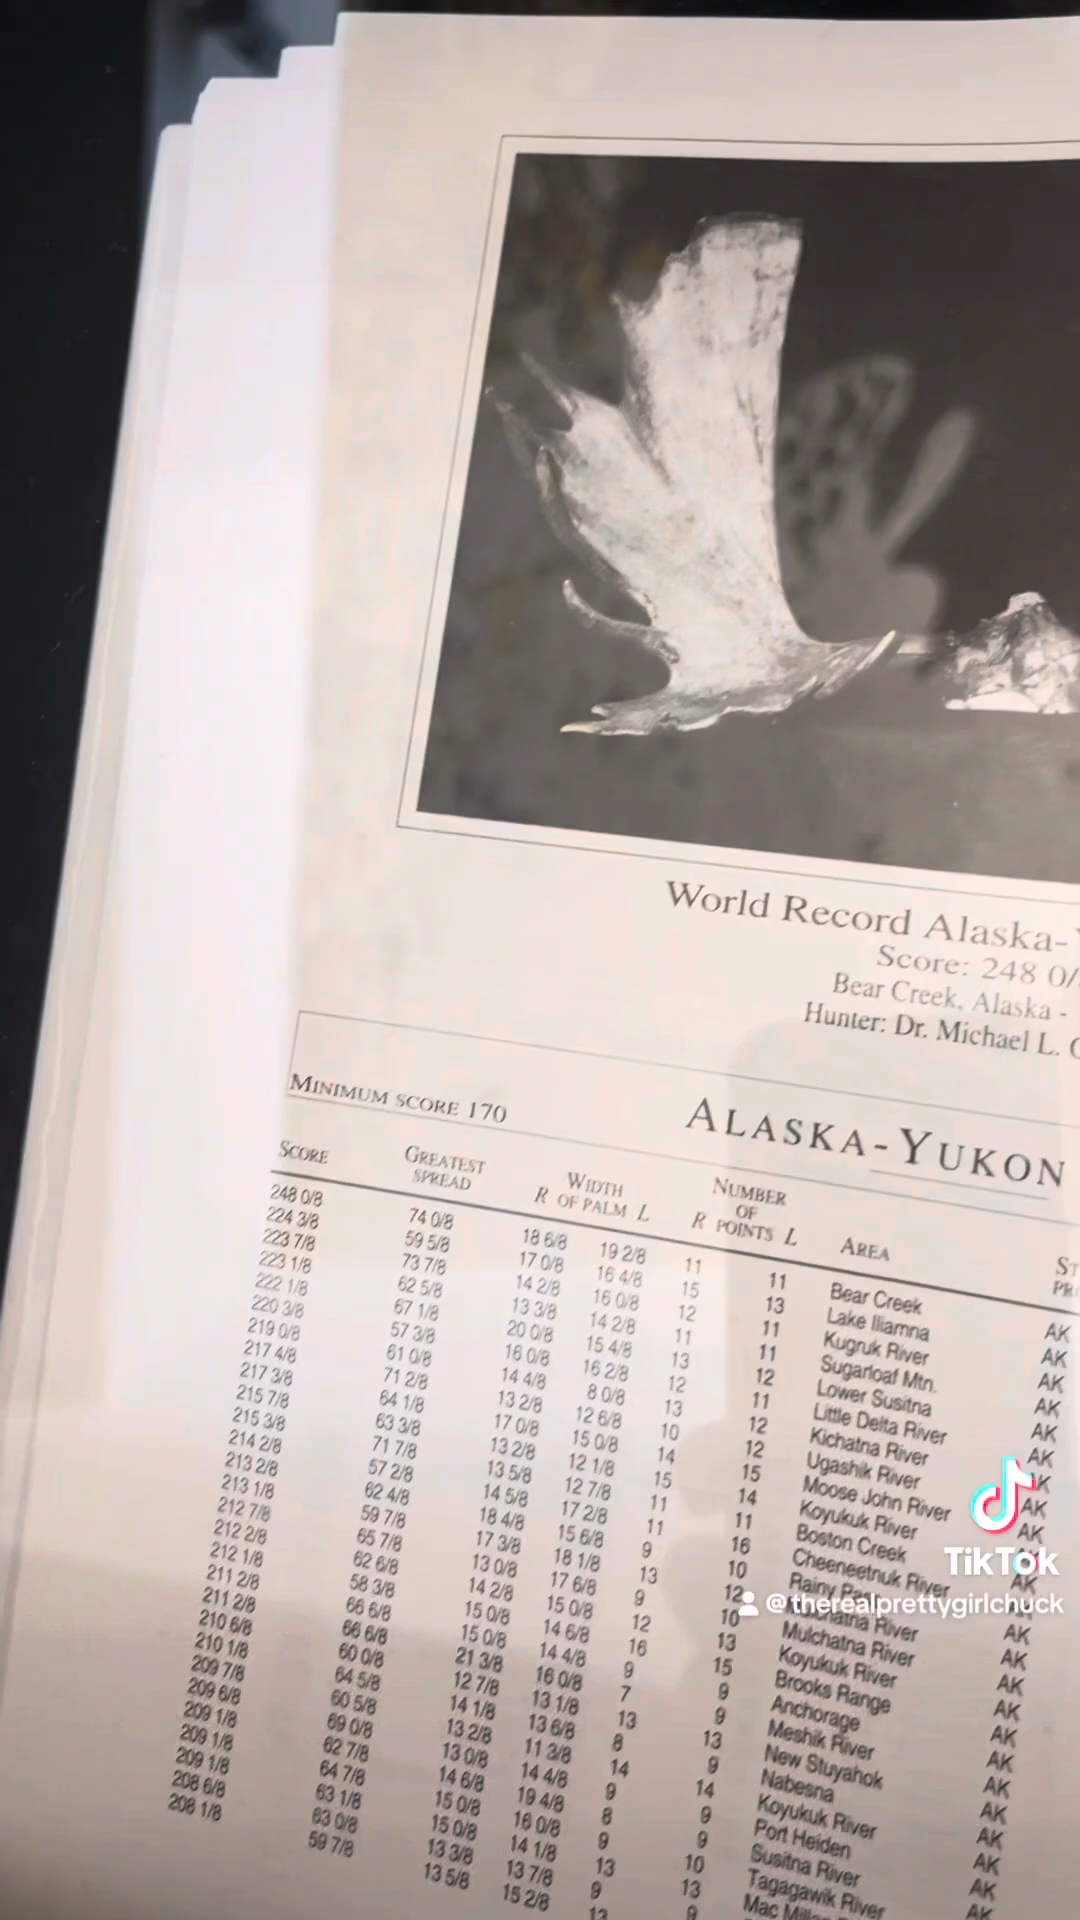 World Record Alaska-
Score: 248 0/
Bear Creek, Alaska -
Hunter: Dr. Michael L.
MINIMUM SCORE 170
ALASKA-YUKON
SCORE GREATEST SPREAD R WIDTH OF PALM L R NUMBER OF POINTS L AREA ST PR
248 0/8 74 0/8 18 6/8 19 2/8 11 11 Bear Creek AK
224 3/8 59 5/8 17 0/8 16 4/8 15 13 Lake Iliamna AK
223 7/8 73 7/8 14 2/8 16 0/8 12 11 Kugruk River AK
223 1/8 62 5/8 13 3/8 14 2/8 11 11 Sugarloaf Mtn. AK
222 1/8 67 1/8 20 0/8 15 4/8 13 12 Lower Susitna AK
220 3/8 57 3/8 16 0/8 16 2/8 12 11 Little Delta River AK
219 0/8 61 0/8 14 4/8 8 0/8 13 12 Kichatna River AK
217 4/8 71 2/8 13 2/8 12 6/8 10 12 Ugashik River AK
217 3/8 64 1/8 17 0/8 15 0/8 14 15 Moose John River AK
215 7/8 63 3/8 13 2/8 12 1/8 15 14 Koyukuk River AK
215 3/8 71 7/8 13 5/8 12 7/8 11 11 Boston Creek AK
214 2/8 57 2/8 14 5/8 17 2/8 11 16 Cheeneetnuk River AK
213 2/8 62 4/8 18 4/8 15 6/8 9 10 Rainy AK
213 1/8 59 7/8 17 3/8 18 1/8 13 12 River AK
212 7/8 65 7/8 13 0/8 17 6/8 9 10 Mulchatna River AK
212 2/8 62 6/8 14 2/8 15 0/8 12 13 Koyukuk River AK
212 1/8 58 3/8 15 0/8 14 6/8 16 15 Brooks Range AK
211 2/8 66 6/8 15 0/8 14 4/8 9 9 Anchorage AK
211 2/8 66 6/8 21 3/8 16 0/8 7 9 Meshik River AK
210 6/8 60 0/8 12 7/8 13 1/8 13 13 New Stuyahok AK
210 1/8 64 5/8 14 1/8 13 6/8 8 9 Nabesna AK
209 7/8 60 5/8 13 2/8 11 3/8 14 14 Koyukuk River AK
209 6/8 69 0/8 13 0/8 14 4/8 9 9 Port Heiden AK
209 1/8 62 7/8 14 6/8 19 4/8 8 9 Susitna River AK
209 1/8 64 7/8 15 0/8 16 0/8 9 10 Tagagawik River AK
209 1/8 63 1/8 15 0/8 14 1/8 13 13 Mac
208 6/8 63 0/8 13 3/8 13 7/8 9 9
208 1/8 59 7/8 13 5/8 15 2/8 13
TikTok
@therealprettygirlchuck